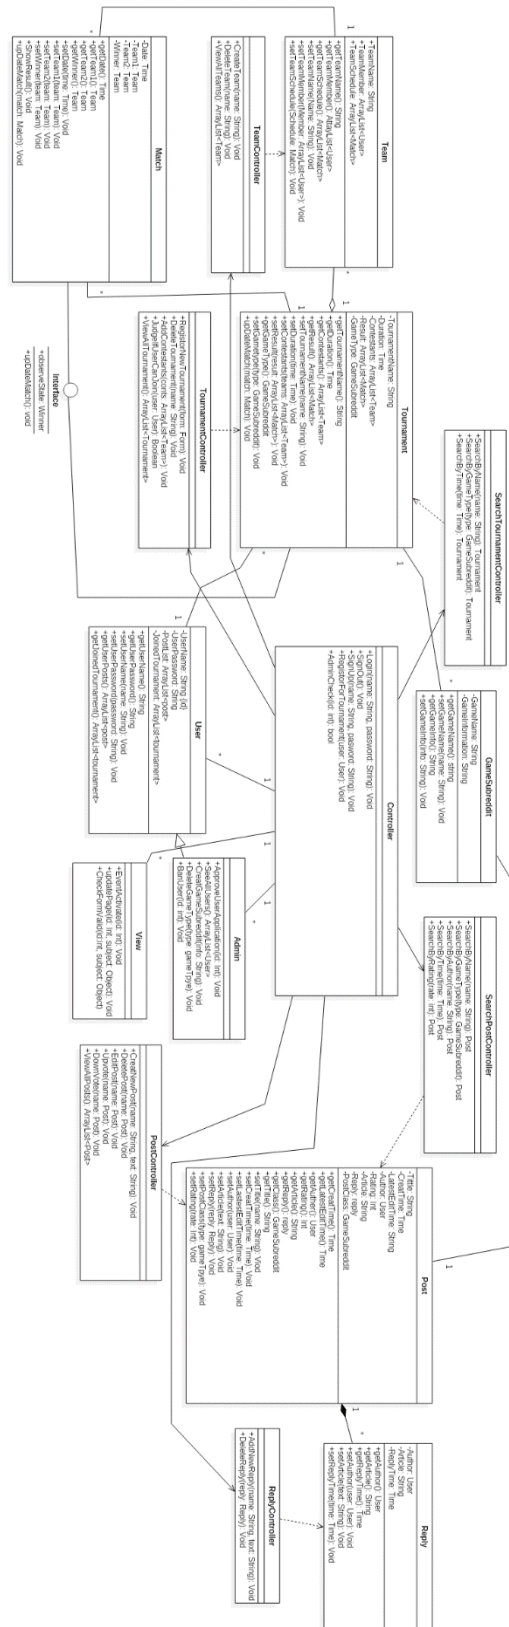 Team
+TeamName: String
+TeamMember: ArrayList<User>
+TeamSchedule: ArrayList<Match>
+getTeamName(): String
+getTeamMember(): ArrayList<User>
+getTeamSchedule(): ArrayList<Match>
+setTeamName(Name: String): Void
+setTeamMember(Member: ArrayList<User>): Void
+setTeamSchedule(Schedule: Match): Void
TeamController
+CreateTeam(name: String): Void
+DeleteTeam(name: String): Void
+ViewAllTeams(): ArrayList<Team>
Match
-Date: Time
-Team1: Team
-Team2: Team
-Winner: Team
+getDate(): Time
+getTeam1(): Team
+getTeam2(): Team
+getWinner(): Team
+setDate(time: Time): Void
+setTeam1(team: Team): Void
+setTeam2(team: Team): Void
+setWinner(team: Team): Void
+ShowResult(): Void
+upDateMatch(match: Match): Void
Tournament
-TournamentName: String
-Contestants: ArrayList<Team>
-Duration: Time
-Result: ArrayList<Match>
-GameType: GameSubreddit
+getTournamentName(): String
+getDuration(): Time
+getContestants(): ArrayList<Team>
+getResult(): ArrayList<Match>
+setTournamentName(name: String): Void
+setDuration(time: Time): Void
+setContestants(teams: ArrayList<Team>): Void
+setResult(result: ArrayList<Match>): Void
+getGameType(): GameSubreddit
+setGametype(type: GameSubreddit): Void
+upDateMatch(match: Match): Void
TournamentController
+RegistorNewTournament(form: Form): Void
+DeleteTournament(name: String): Void
+AddContestants(conts: ArrayList<Team>): Void
+JudgeIfUserCanJoin(user: User): Boolean
+ViewAllTournament(): ArrayList<Tournament>
Interface
+observeState: Winner
+upDateMatch(): void
SearchTournamentController
+SearchByName(name: String): Tournament
+SearchByGameType(type: GameSubreddit): Tournament
+SearchByTime(time: Time): Tournament
GameSubreddit
-GameName: String
-GameInformation: String
+getGameName(): string
+setGameName(name: String): Void
+getGameInfo(): String
+setGameInfo(info: String): Void
Controller
+Login(name: String, password: String): Void
+SignOut(): Void
+SignUp(name: String, password: String): Void
+RegistorForTournament(user: User): Void
+AdminCheck(id: int): bool
User
-UserName: String {id}
-UserPassword: String
-PostList: ArrayList<post>
-JoinedTournament: ArrayList<tournament>
+getUserName(): String
+getUserPassword(): String
+setUserName(name: String): Void
+setUserPassword(password: String): Void
+getUserPosts(): ArrayList<post>
+getJoinedTournament(): ArrayList<tournament>
Admin
+ApproveUserApplication(id: int): Void
+SeeAllUsers(): ArrayList<User>
+CreatGameSubreddit(info: String): Void
+DeleteGameType(type: gameTpye): Void
+BanUser(id: int): Void
View
+EventActivate(id: int): Void
+updatePage(id: int, subject: Object): Void
+CheckFormValid(id:int, subject: Object)
SearchPostController
+SearchByName(name: String): Post
+SearchByGameType(type: GameSubreddit): Post
+SearchByAuthor(name: String): Post
+SearchByTime(time: Time): Post
+SearchByRating(rate: int): Post
PostController
+CreatNewPost(name: String, text: String): Void
+DeletePost(name: Post): Void
+EditPost(name: Post): Void
+Upvote(name: Post): Void
+DownVote(name: Post): Void
+ViewAllPosts(): ArrayList<Post>
Post
-Tittle: String
-CreatTime: Time
-LatestEditTime: String
-Author: User
-Rating: int
-Article: String
-Reply: reply
-PostClass: GameSubreddit
+getCreatTime(): Time
+getLatestEditTime(): Time
+getAuther(): User
+getRating(): int
+getArticle(): String
+getReply(): reply
+getClass(): GameSubreddit
+getTitle(): String
+setTitle(name: String): Viod
+setCreatTime(time: Time): Void
+setLastestEditTime(time: Time): Void
+setAuthor(user: User): Void
+setArticle(text: String): Void
+setReply(reply: Reply): Void
+setPostClass(type: gameTpye): Void
+setRating(rate: int): Void
Reply
-Author: User
-Article: String
-ReplyTime: Time
+getAuthor(): User
+getArticle(): String
+getReplyTime(): Time
+setAuthor(user: User): Void
+setArticle(text: String): Void
+setReplyTime(time: Time): Void
ReplyController
+AddNewReply(name: String, text: String): Void
+DeleteReply(reply: Reply): Void